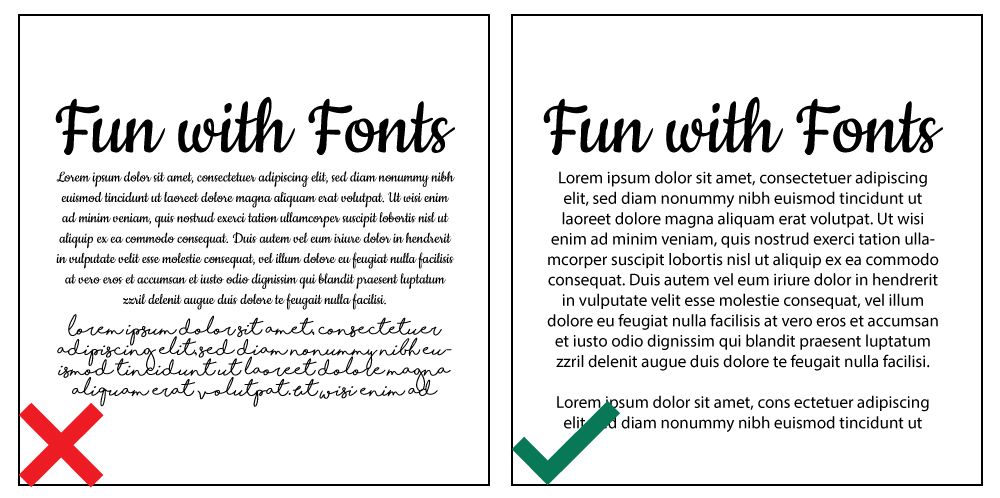 Fun with Fonts
Lorem ipsum dolor sit amet, consectetuer adipiscing elit, sed diam nonummy nibh
euismod tincidunt ut laoreet dolore magna aliquam erat volutpat. Ut wisi enim
ad minim veniam, quis nostrud exerci tation ullamcorper suscipit lobortis nisl ut
aliquip ex ea commodo consequat. Duis autem vel eum iriure dolor in hendrerit
in vulputate velit esse molestie consequat, vel illum dolore eu feugiat nulla facilisis
at vero eros et accumsan et iusto odio dignissim qui blandit praesent luptatum
zzril delenit augue duis dolore te feugait nulla facilisi.
lorem ipsum dolor sit amet, consectetuer
adipiscing elit, sed diam nonummy nibh eu-
ismod tincidunt ut laoreet dolore magna
aliquam erat volutpat. ut wisi enim ad
Fun with Fonts
Lorem ipsum dolor sit amet, consectetuer adipiscing
elit, sed diam nonummy nibh euismod tincidunt ut
laoreet dolore magna aliquam erat volutpat. Ut wisi
enim ad minim veniam, quis nostrud exerci tation ulla-
mcorper suscipit lobortis nisl ut aliquip ex ea commodo
consequat. Duis autem vel eum iriure dolor in hendrerit
in vulputate velit esse molestie consequat, vel illum
dolore eu feugiat nulla facilisis at vero eros et accumsan
et iusto odio dignissim qui blandit praesent luptatum
zzril delenit augue duis dolore te feugait nulla facilisi.
Lorem ipsum dolor sit amet, cons ectetuer adipiscing
diam nonummy nibh euismod tincidunt ut